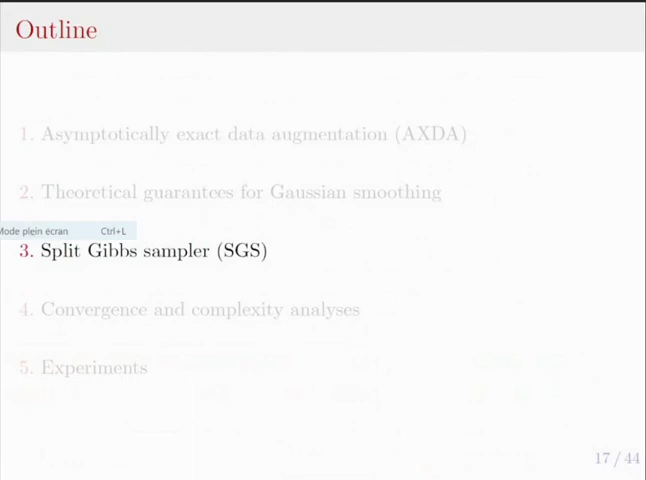 Outline
1. Asymptotically exact data augmentation (AXDA)
2. Theoretical guarantees for Gaussian smoothing
Mode plein écran Ctrl+L
3. Split Gibbs sampler (SGS)
4. Convergence and complexity analyses
5. Experiments
17 / 44